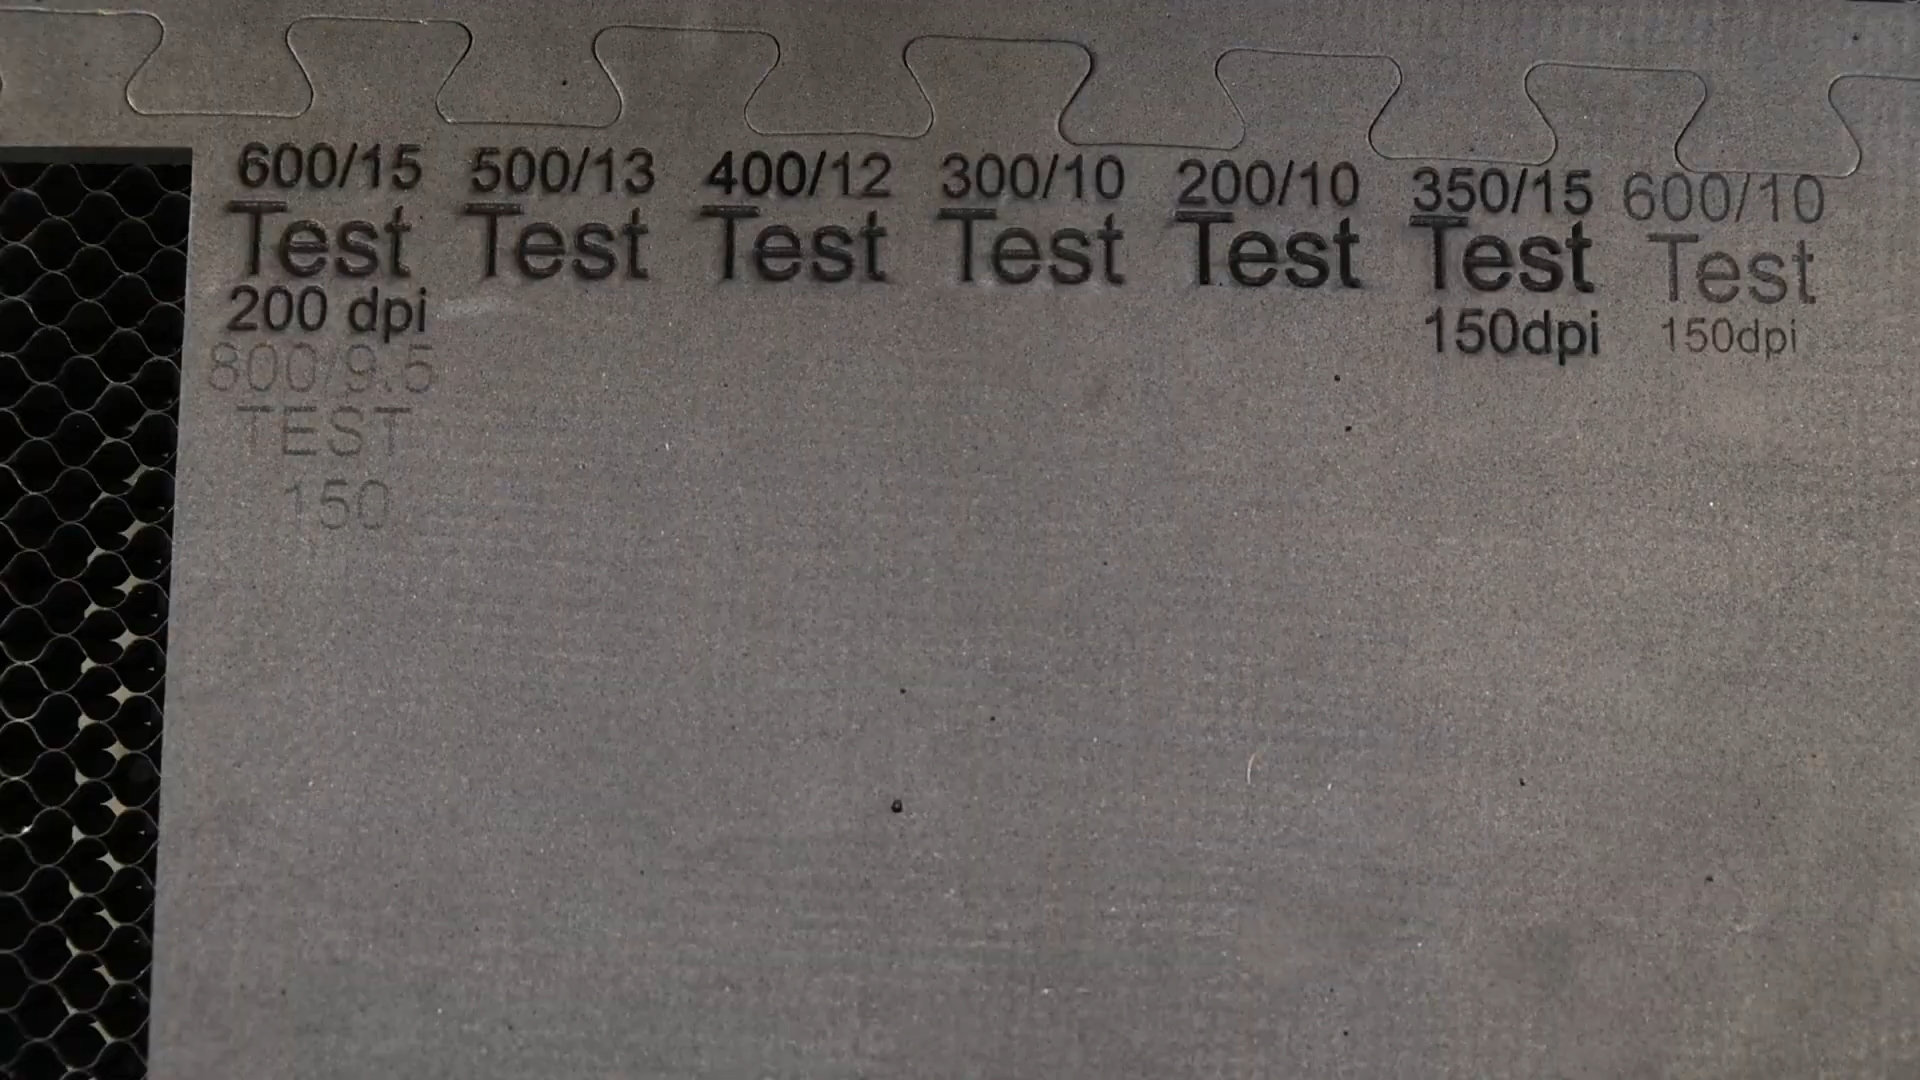 600/15 500/13 400/12 300/10 200/10 350/15 600/10
Test Test Test Test Test Test Test
200 dpi 150dpi 150dpi
800/9.5
TEST
150